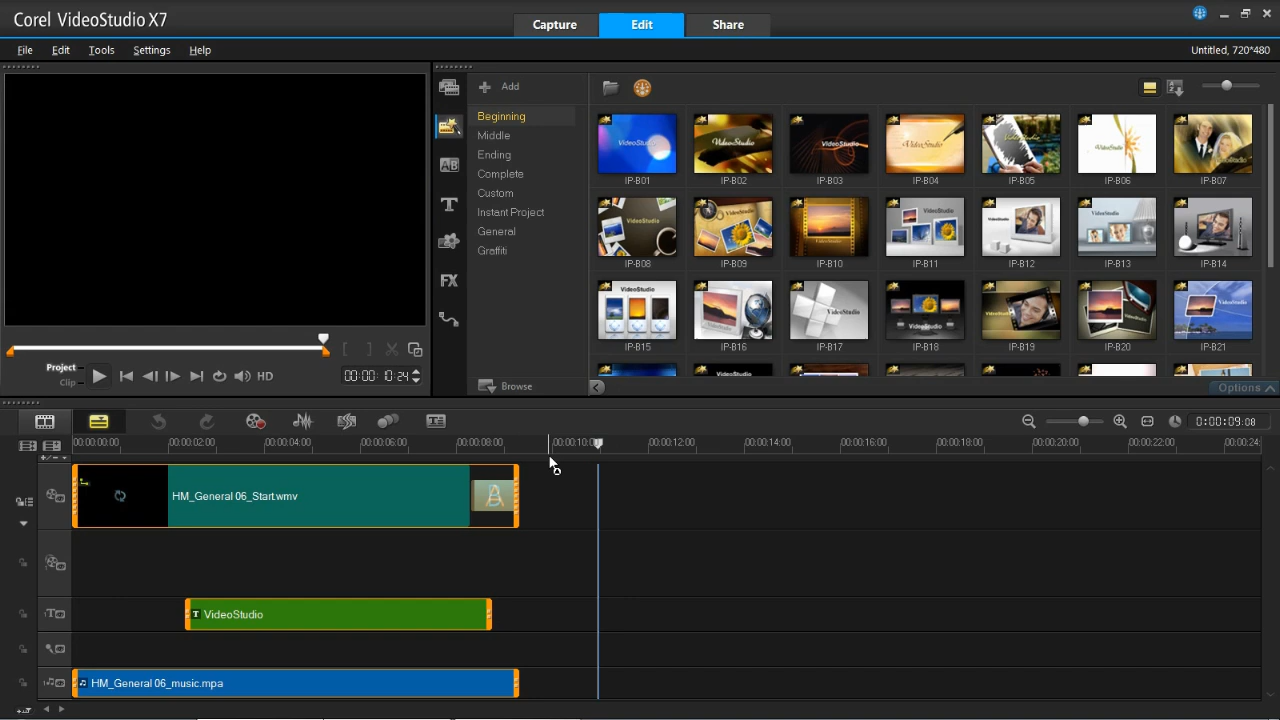 Corel VideoStudio X7
Capture
Edit
Share
File
Edit
Tools
Settings
Help
Untitled, 720*480
Add
Beginning
Middle
Ending
Complete
Custom
Instant Project
General
Graffiti
Browse
IP-B01
IP-B02
IP-B03
IP-B04
IP-B05
IP-B06
IP-B07
IP-B08
IP-B09
IP-B10
IP-B11
IP-B12
IP-B13
IP-B14
IP-B15
IP-B16
IP-B17
IP-B18
IP-B19
IP-B20
IP-B21
Options
Project
Clip
HD
00:00:10:24
0:00:09:08
00:00:00:00
00:00:02:00
00:00:04:00
00:00:06:00
00:00:08:00
00:00:10:00
00:00:12:00
00:00:14:00
00:00:16:00
00:00:18:00
00:00:20:00
00:00:22:00
00:00:24:
HM_General 06_Start.wmv
VideoStudio
HM_General 06_music.mpa